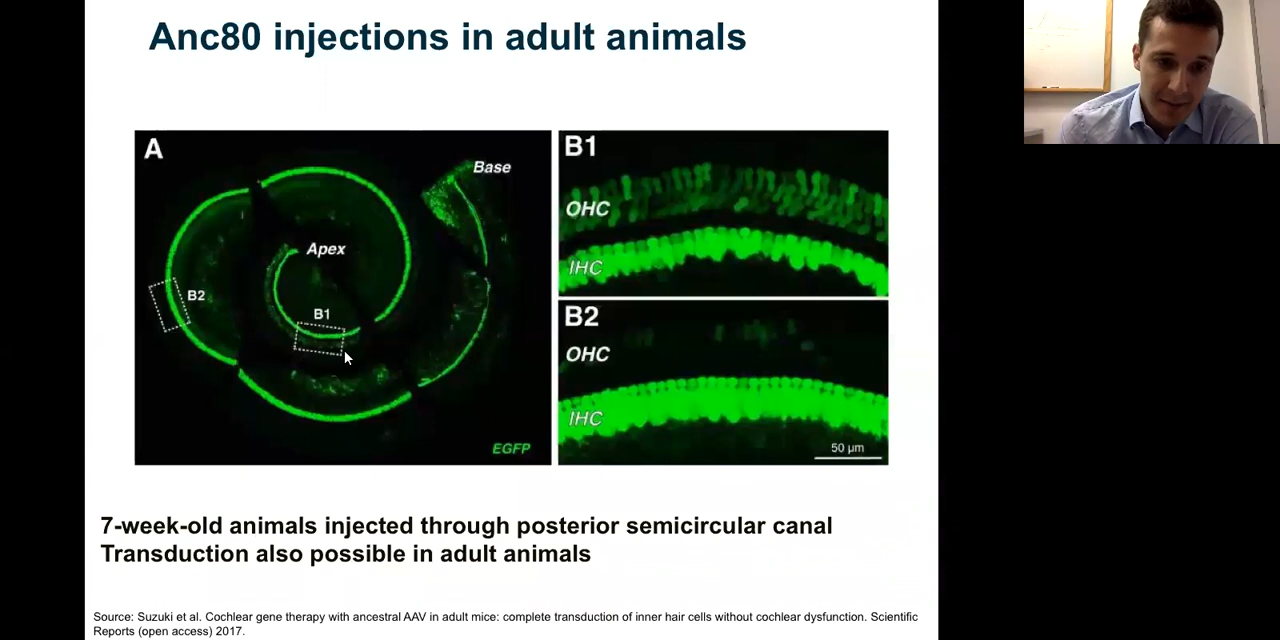 Anc80 injections in adult animals
A
Base
Apex
B2
B1
EGFP
B1
OHC
IHC
B2
OHC
IHC
50 µm
7-week-old animals injected through posterior semicircular canal
Transduction also possible in adult animals
Source: Suzuki et al. Cochlear gene therapy with ancestral AAV in adult mice: complete transduction of inner hair cells without cochlear dysfunction. Scientific
Reports (open access) 2017.